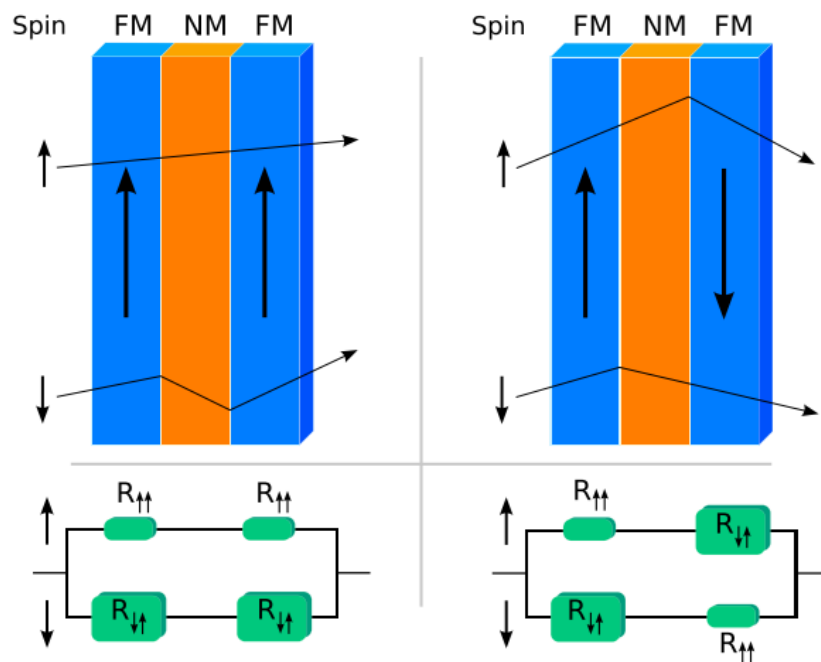 Spin FM NM FM
Spin FM NM FM
R↑↑ R↑↑
R↓↑ R↓↑
R↑↑ R↓↑
R↓↑ R↑↑